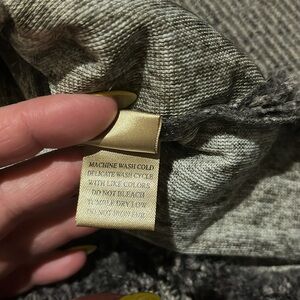 MACHINE WASH COLD
DELICATE WASH CYCLE
WITH LIKE COLORS
DO NOT BLEACH
TUMBLE DRY LOW
DO NOT IRON